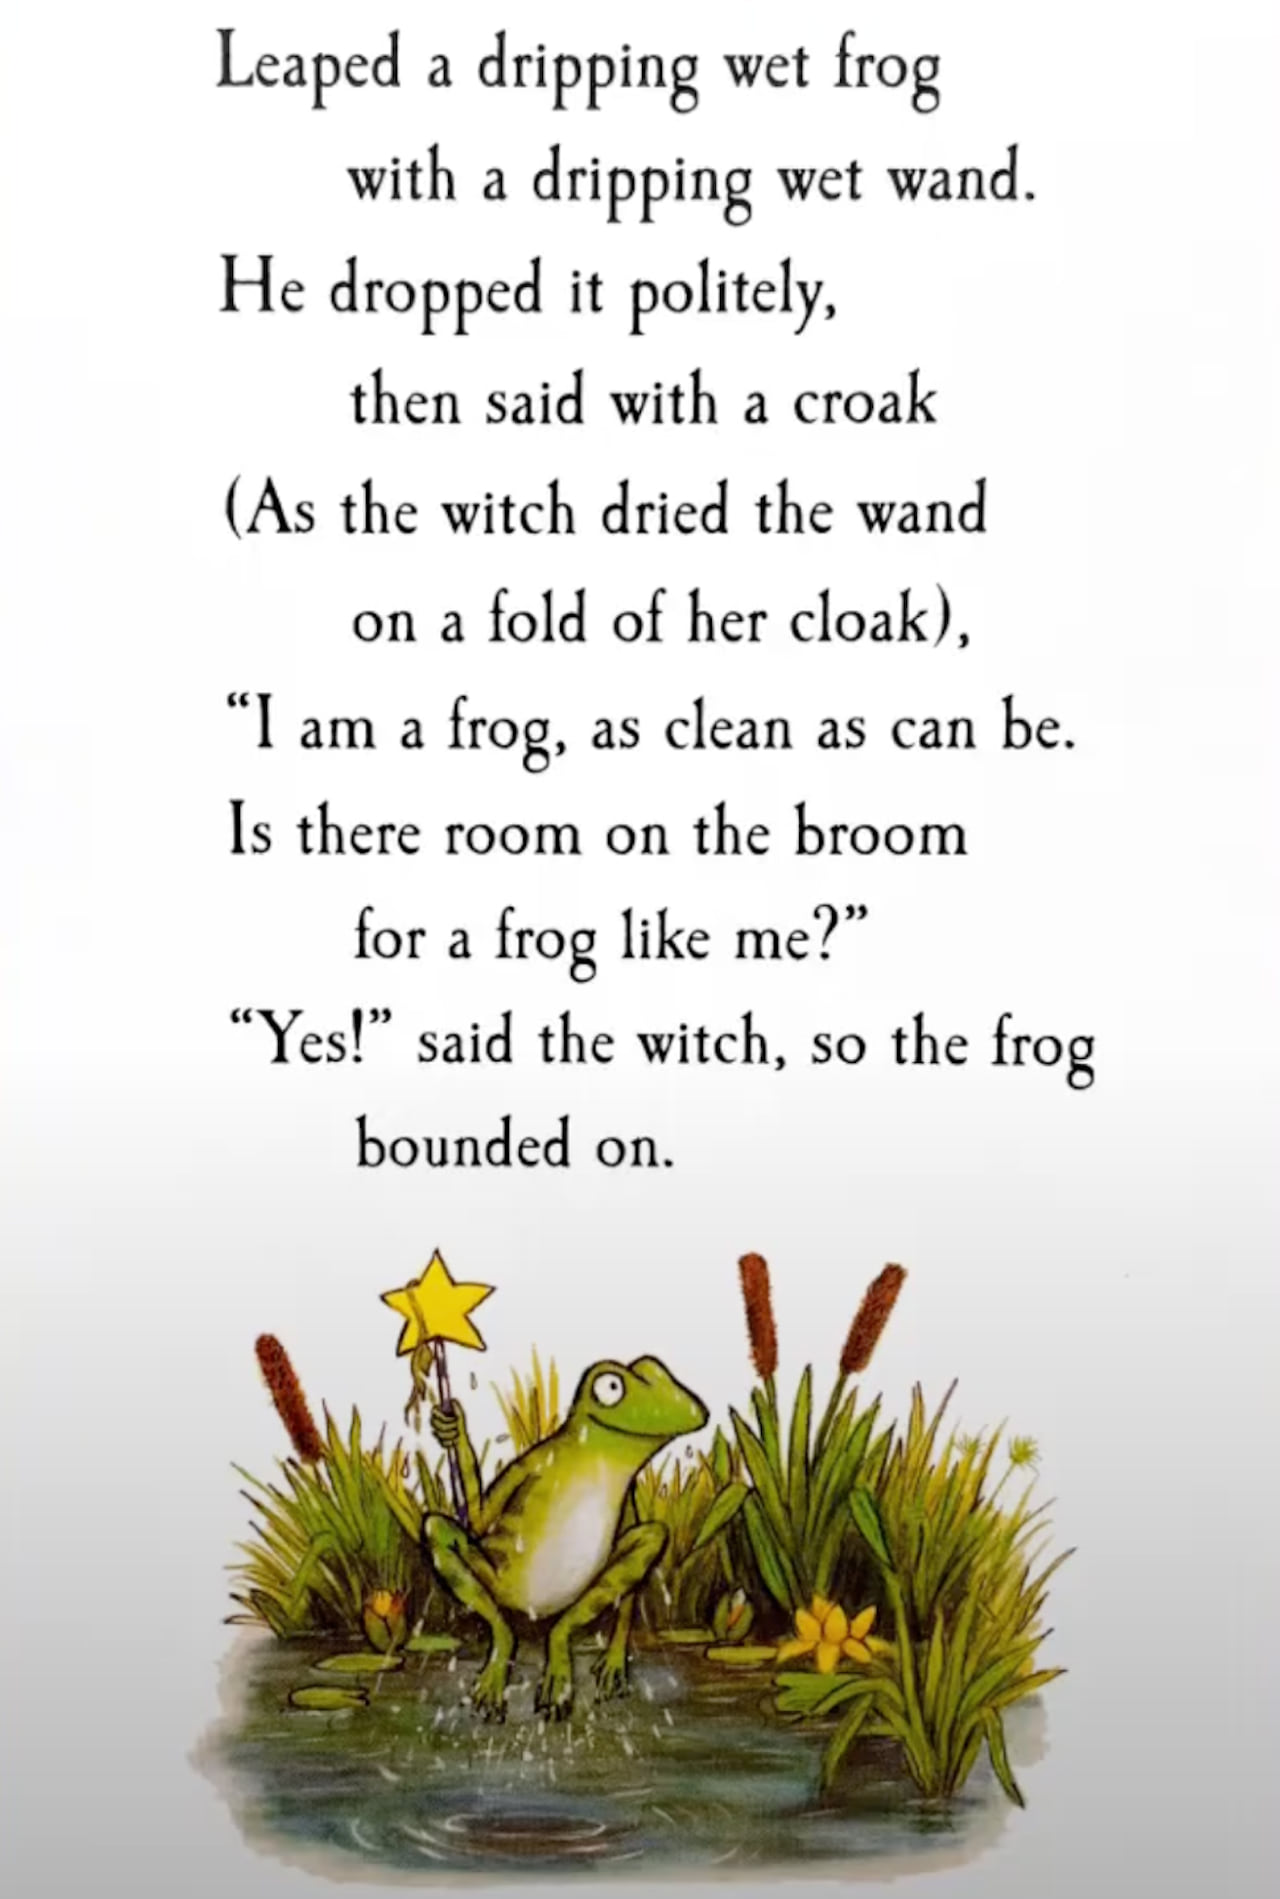 Leaped a dripping wet frog
with a dripping wet wand.
He dropped it politely,
then said with a croak
(As the witch dried the wand
on a fold of her cloak),
“I am a frog, as clean as can be.
Is there room on the broom
for a frog like me?”
“Yes!” said the witch, so the frog
bounded on.